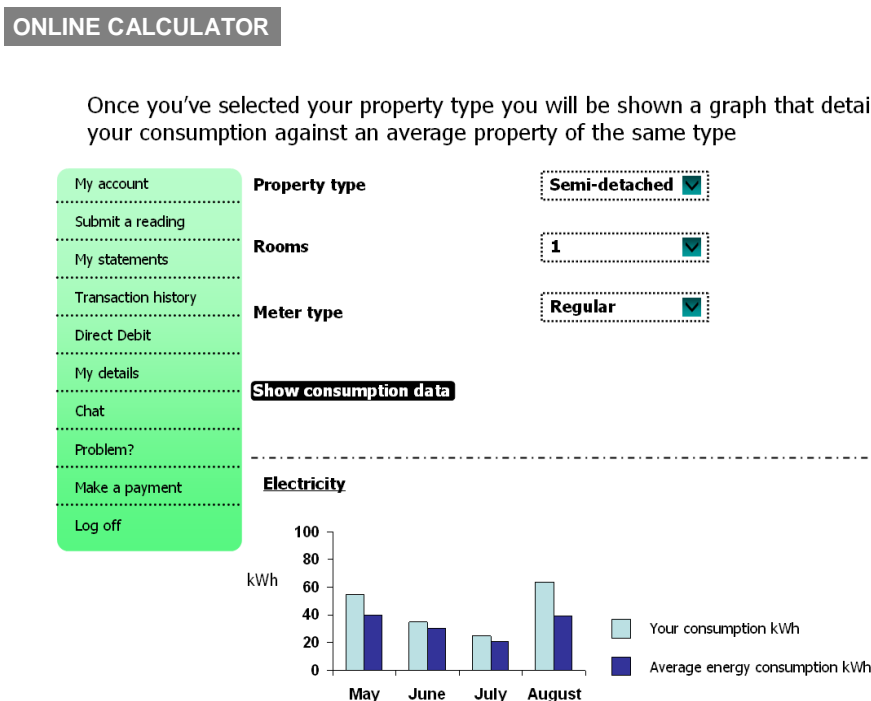 ONLINE CALCULATOR
Once you've selected your property type you will be shown a graph that detai
your consumption against an average property of the same type
My account
Submit a reading
My statements
Transaction history
Direct Debit
My details
Chat
Problem?
Make a payment
Log off
Property type
Semi-detached
Rooms
1
Meter type
Regular
Show consumption data
Electricity
100
80
60
40
20
0
kWh
May June July August
Your consumption kWh
Average energy consumption kWh